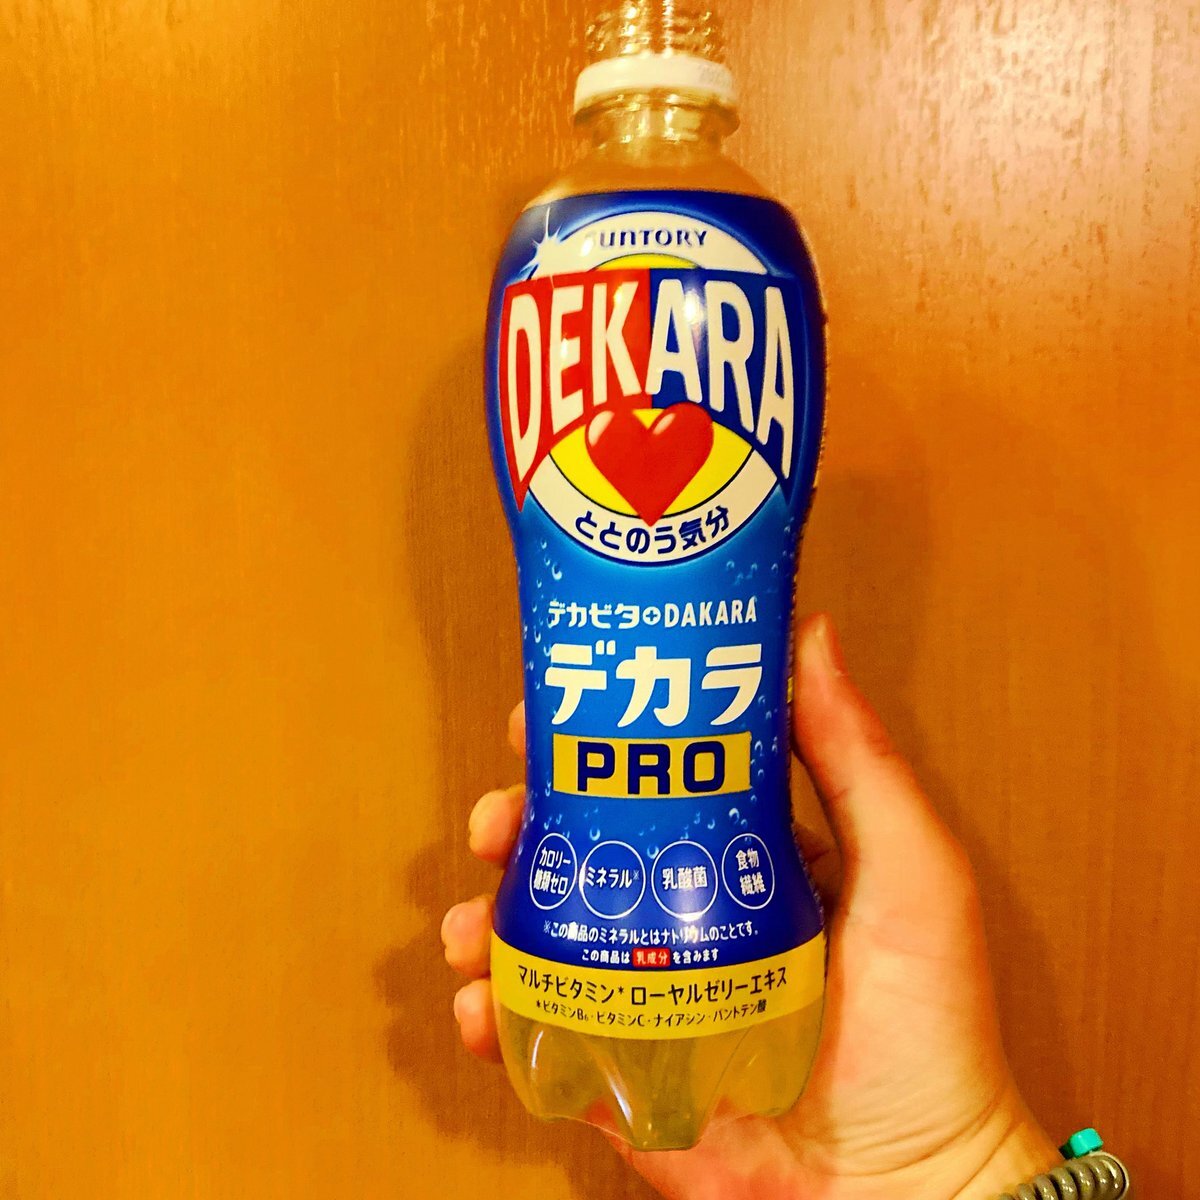 SUNTORY
DEKARA
ととのう気分
デカビタ+DAKARA
デカラ
PRO
カロリー
糖類ゼロ
ミネラル※
乳酸菌
食物
繊維
※この商品のミネラルとはナトリウムのことです。
この商品は 乳成分 を含みます
マルチビタミン* ローヤルゼリーエキス
*ビタミンB₆・ビタミンC・ナイアシン・パントテン酸